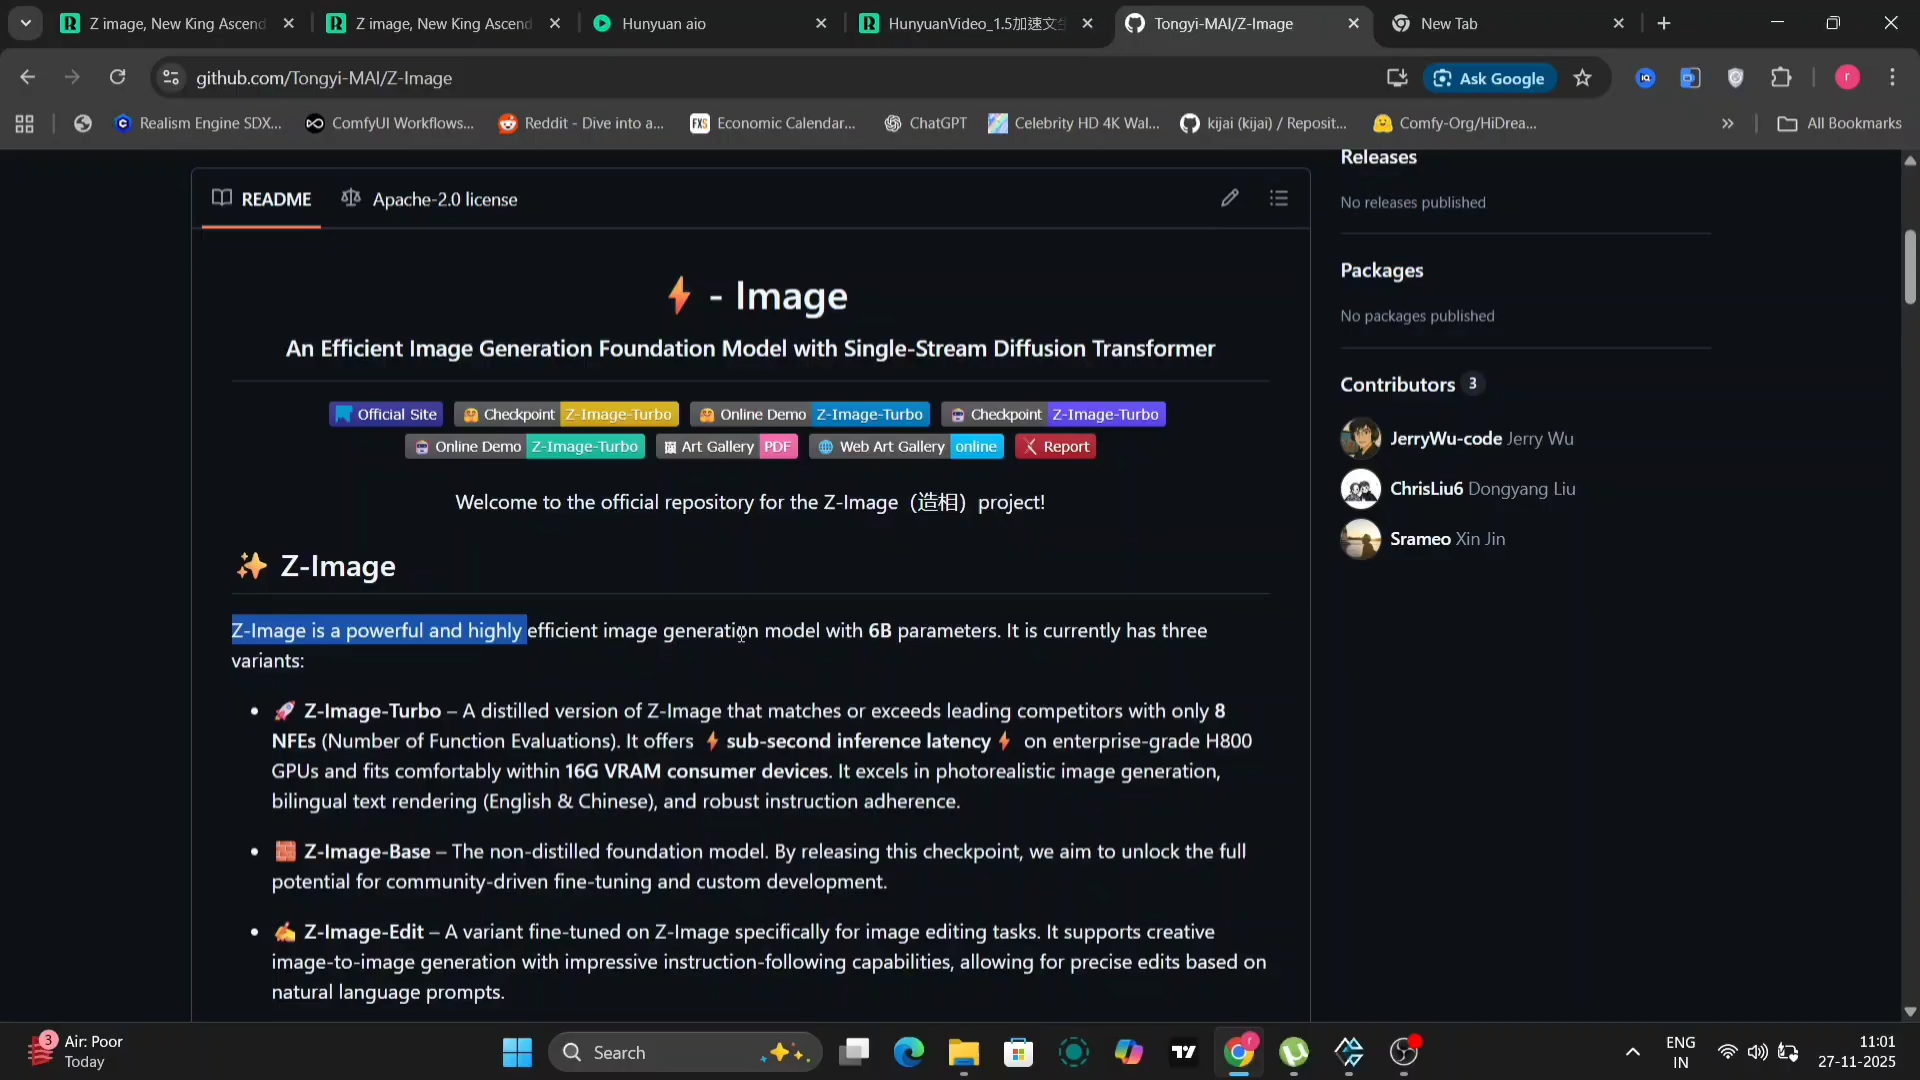 Z image, New King Ascend
Z image, New King Ascend
Hunyuan aio
HunyuanVideo_1.5加速文
Tongyi-MAI/Z-Image
New Tab
github.com/Tongyi-MAI/Z-Image
Ask Google
r
Realism Engine SDX...
ComfyUI Workflows...
Reddit - Dive into a...
FXS
Economic Calendar...
ChatGPT
Celebrity HD 4K Wal...
kijai (kijai) / Reposit...
Comfy-Org/HiDrea...
All Bookmarks
README
Apache-2.0 license
Releases
No releases published
Packages
No packages published
Contributors 3
JerryWu-code Jerry Wu
ChrisLiu6 Dongyang Liu
Srameo Xin Jin
⚡ - Image
An Efficient Image Generation Foundation Model with Single-Stream Diffusion Transformer
Official Site Checkpoint Z-Image-Turbo Online Demo Z-Image-Turbo Checkpoint Z-Image-Turbo
Online Demo Z-Image-Turbo Art Gallery PDF Web Art Gallery online Report
Welcome to the official repository for the Z-Image（造相）project!
✨ Z-Image
Z-Image is a powerful and highly efficient image generation model with 6B parameters. It is currently has three
variants:
• 🚀 Z-Image-Turbo – A distilled version of Z-Image that matches or exceeds leading competitors with only 8
NFEs (Number of Function Evaluations). It offers ⚡sub-second inference latency⚡ on enterprise-grade H800
GPUs and fits comfortably within 16G VRAM consumer devices. It excels in photorealistic image generation,
bilingual text rendering (English & Chinese), and robust instruction adherence.
• 🧱 Z-Image-Base – The non-distilled foundation model. By releasing this checkpoint, we aim to unlock the full
potential for community-driven fine-tuning and custom development.
• ✍️ Z-Image-Edit – A variant fine-tuned on Z-Image specifically for image editing tasks. It supports creative
image-to-image generation with impressive instruction-following capabilities, allowing for precise edits based on
natural language prompts.
3
Air: Poor
Today
Search
ENG
IN
11:01
27-11-2025